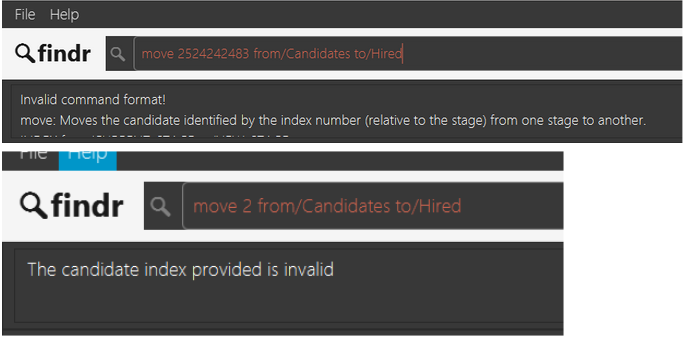 File Help
findr
move 2524242483 from/Candidates to/Hired
Invalid command format!
move: Moves the candidate identified by the index number (relative to the stage) from one stage to another.
File Help
findr
move 2 from/Candidates to/Hired
The candidate index provided is invalid